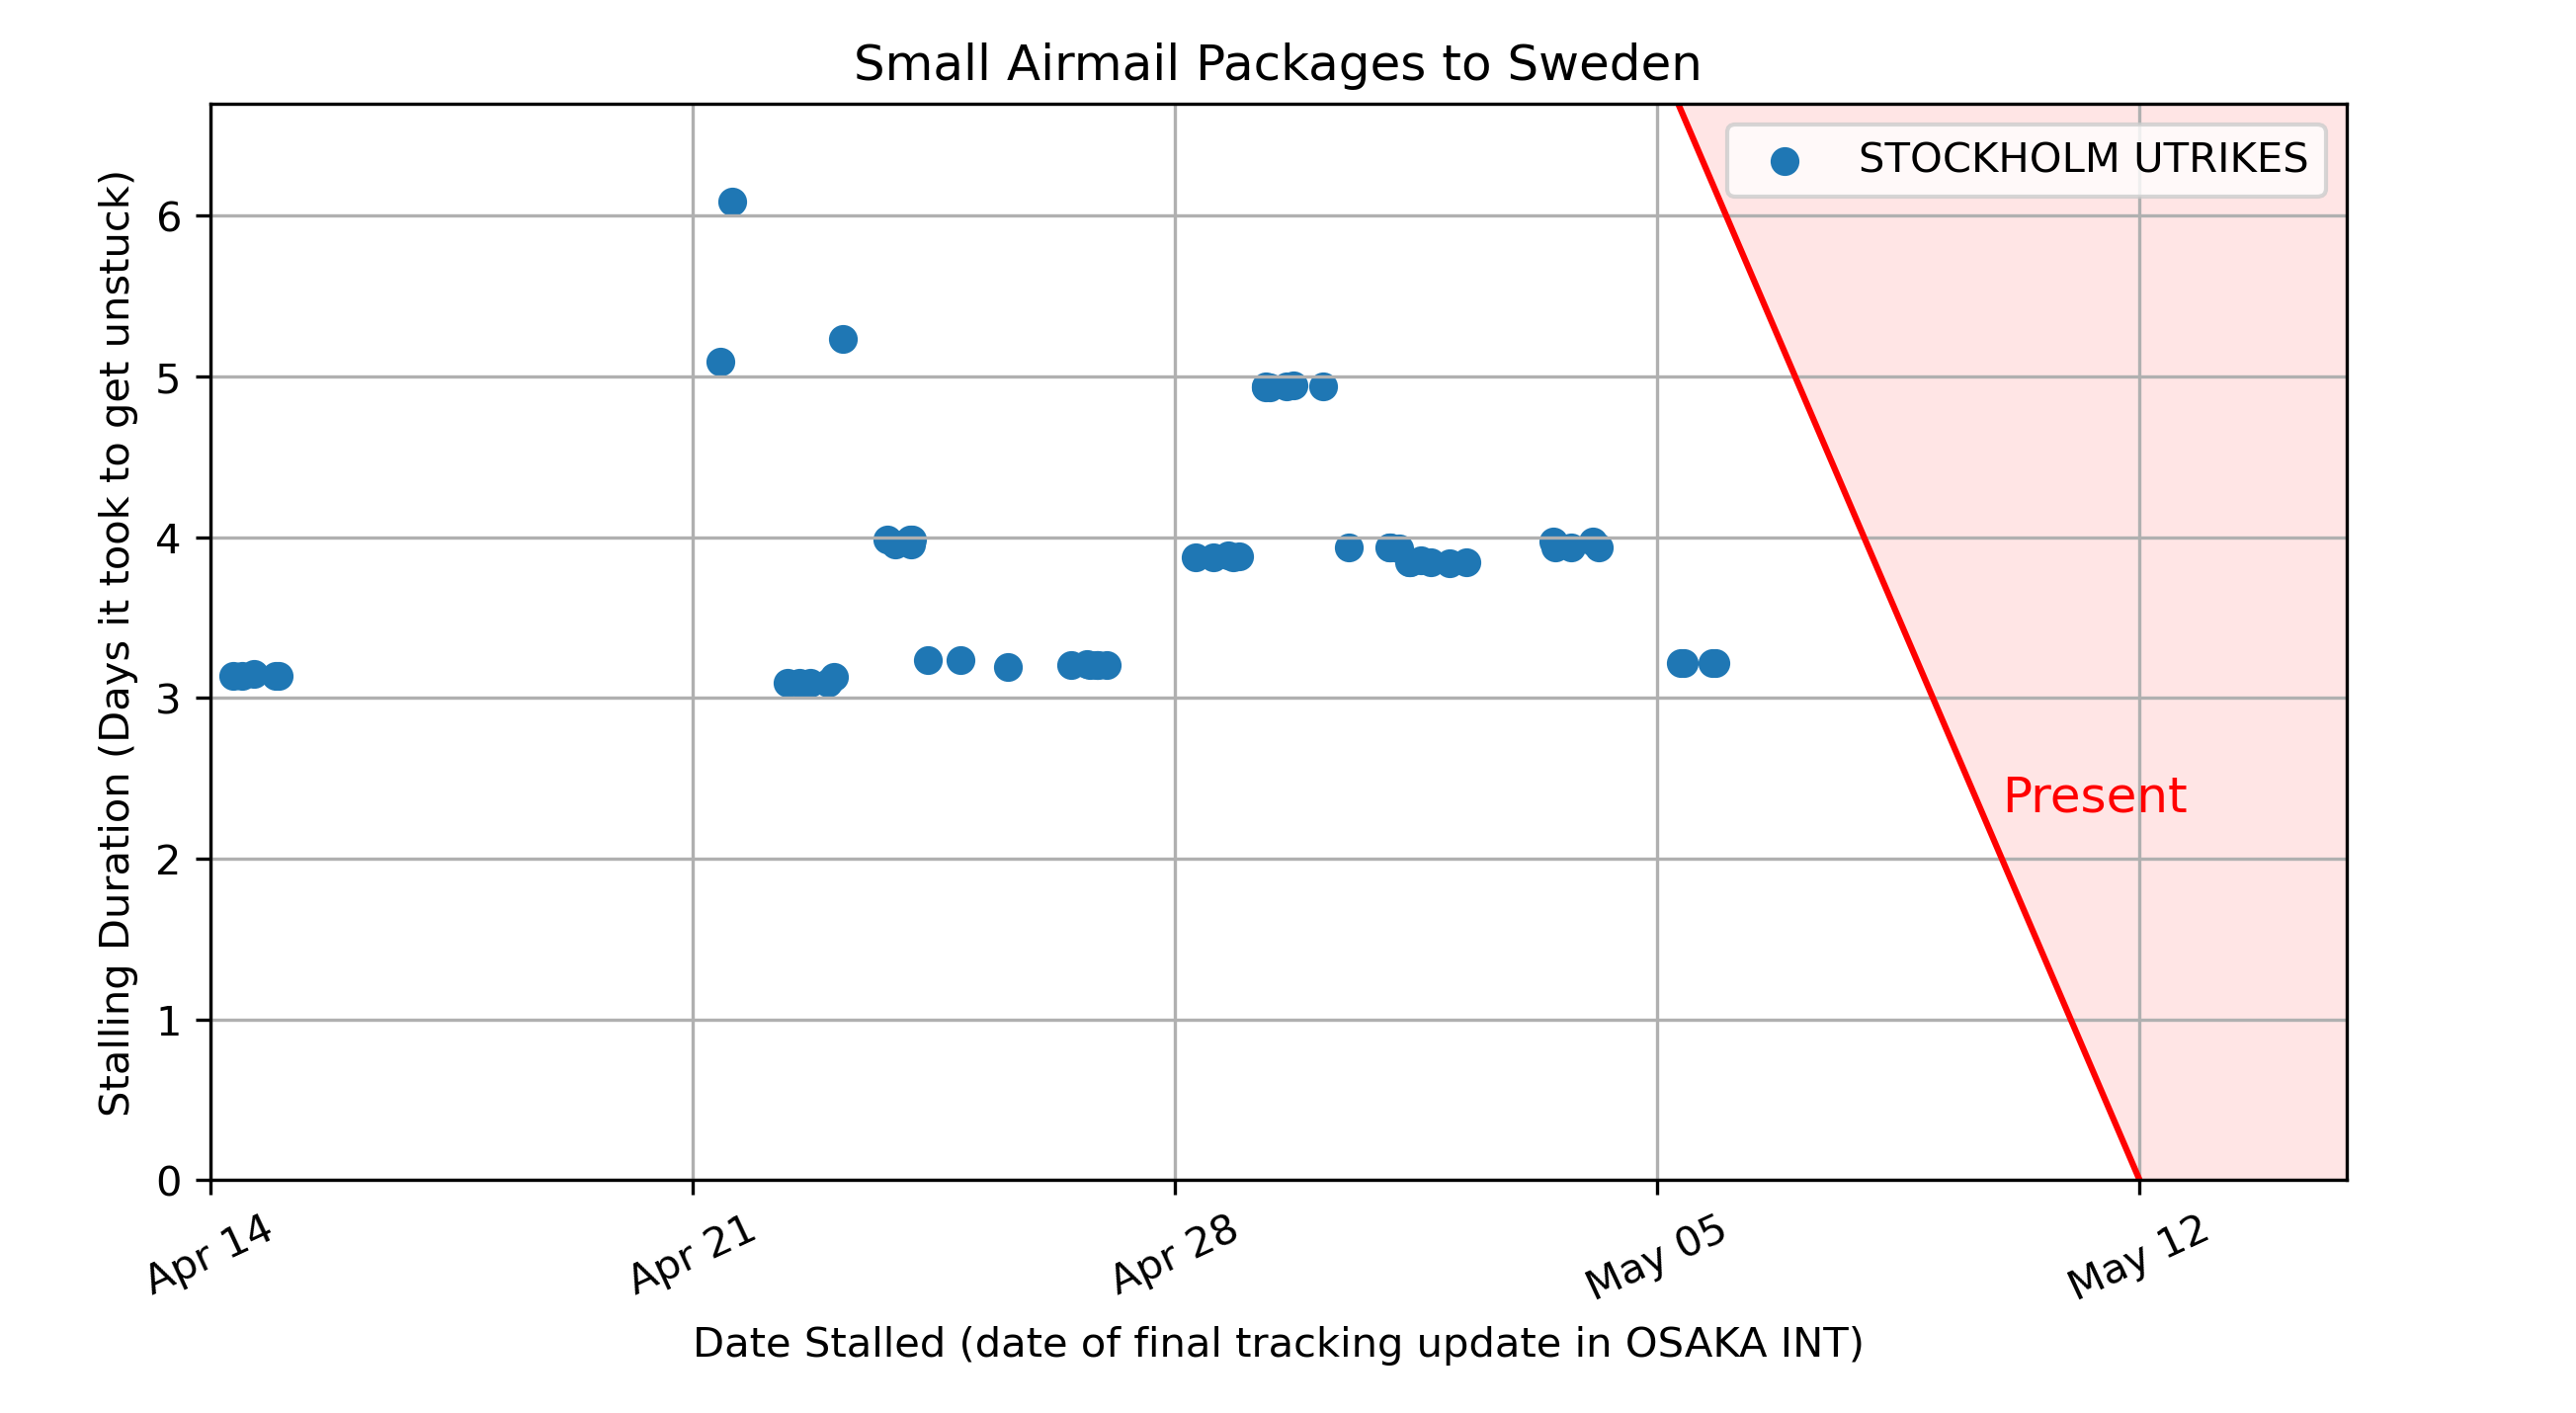 Small Airmail Packages to Sweden
STOCKHOLM UTRIKES
Stalling Duration (Days it took to get unstuck)
6
5
4
3
2
1
0
Present
Apr 14
Apr 21
Apr 28
May 05
May 12
Date Stalled (date of final tracking update in OSAKA INT)